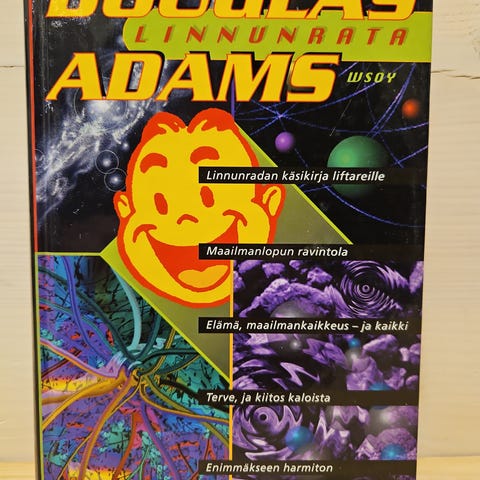 DOUGLAS
LINNUNRATA
ADAMS
WSOY
Linnunradan käsikirja liftareille
Maailmanlopun ravintola
Elämä, maailmankaikkeus – ja kaikki
Terve, ja kiitos kaloista
Enimmäkseen harmiton